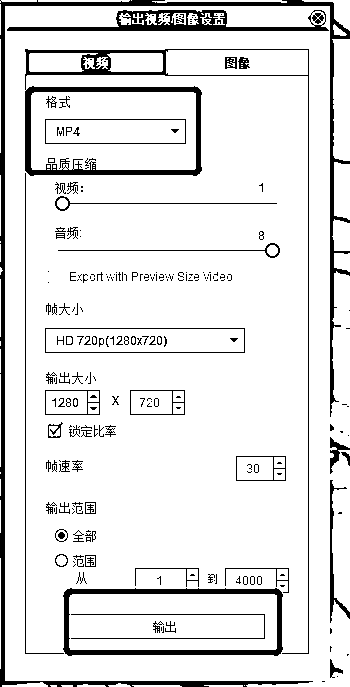 输出视频/图像设置
视频 图像
格式
MP4
品质压缩
视频： 1
音频: 8
Export with Preview Size Video
帧大小
HD 720p(1280x720)
输出大小
1280 X 720
锁定比率
帧速率 30
输出范围
全部
范围
从 1 到 4000
输出